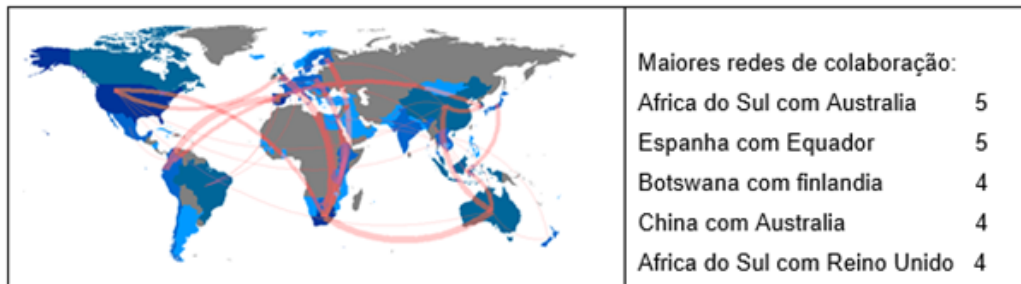 Maiores redes de colaboração:
Africa do Sul com Australia 5
Espanha com Equador 5
Botswana com finlandia 4
China com Australia 4
Africa do Sul com Reino Unido 4